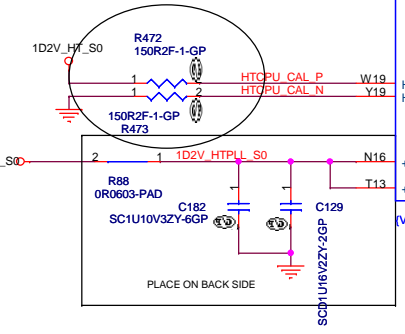 R472
150R2F-1-GP
1D2V_HT_S0
1
2
HTCPU_CAL_P
W19
H
1
2
HTCPU_CAL_N
Y19
H
150R2F-1-GP
R473
_S0
2
1
1D2V_HTPLL_S0
N16
+
R88
0R0603-PAD
T13
+
1
1
C182
SC1U10V3ZY-6GP
C129
SCD1U16V2ZY-2GP
(V
PLACE ON BACK SIDE